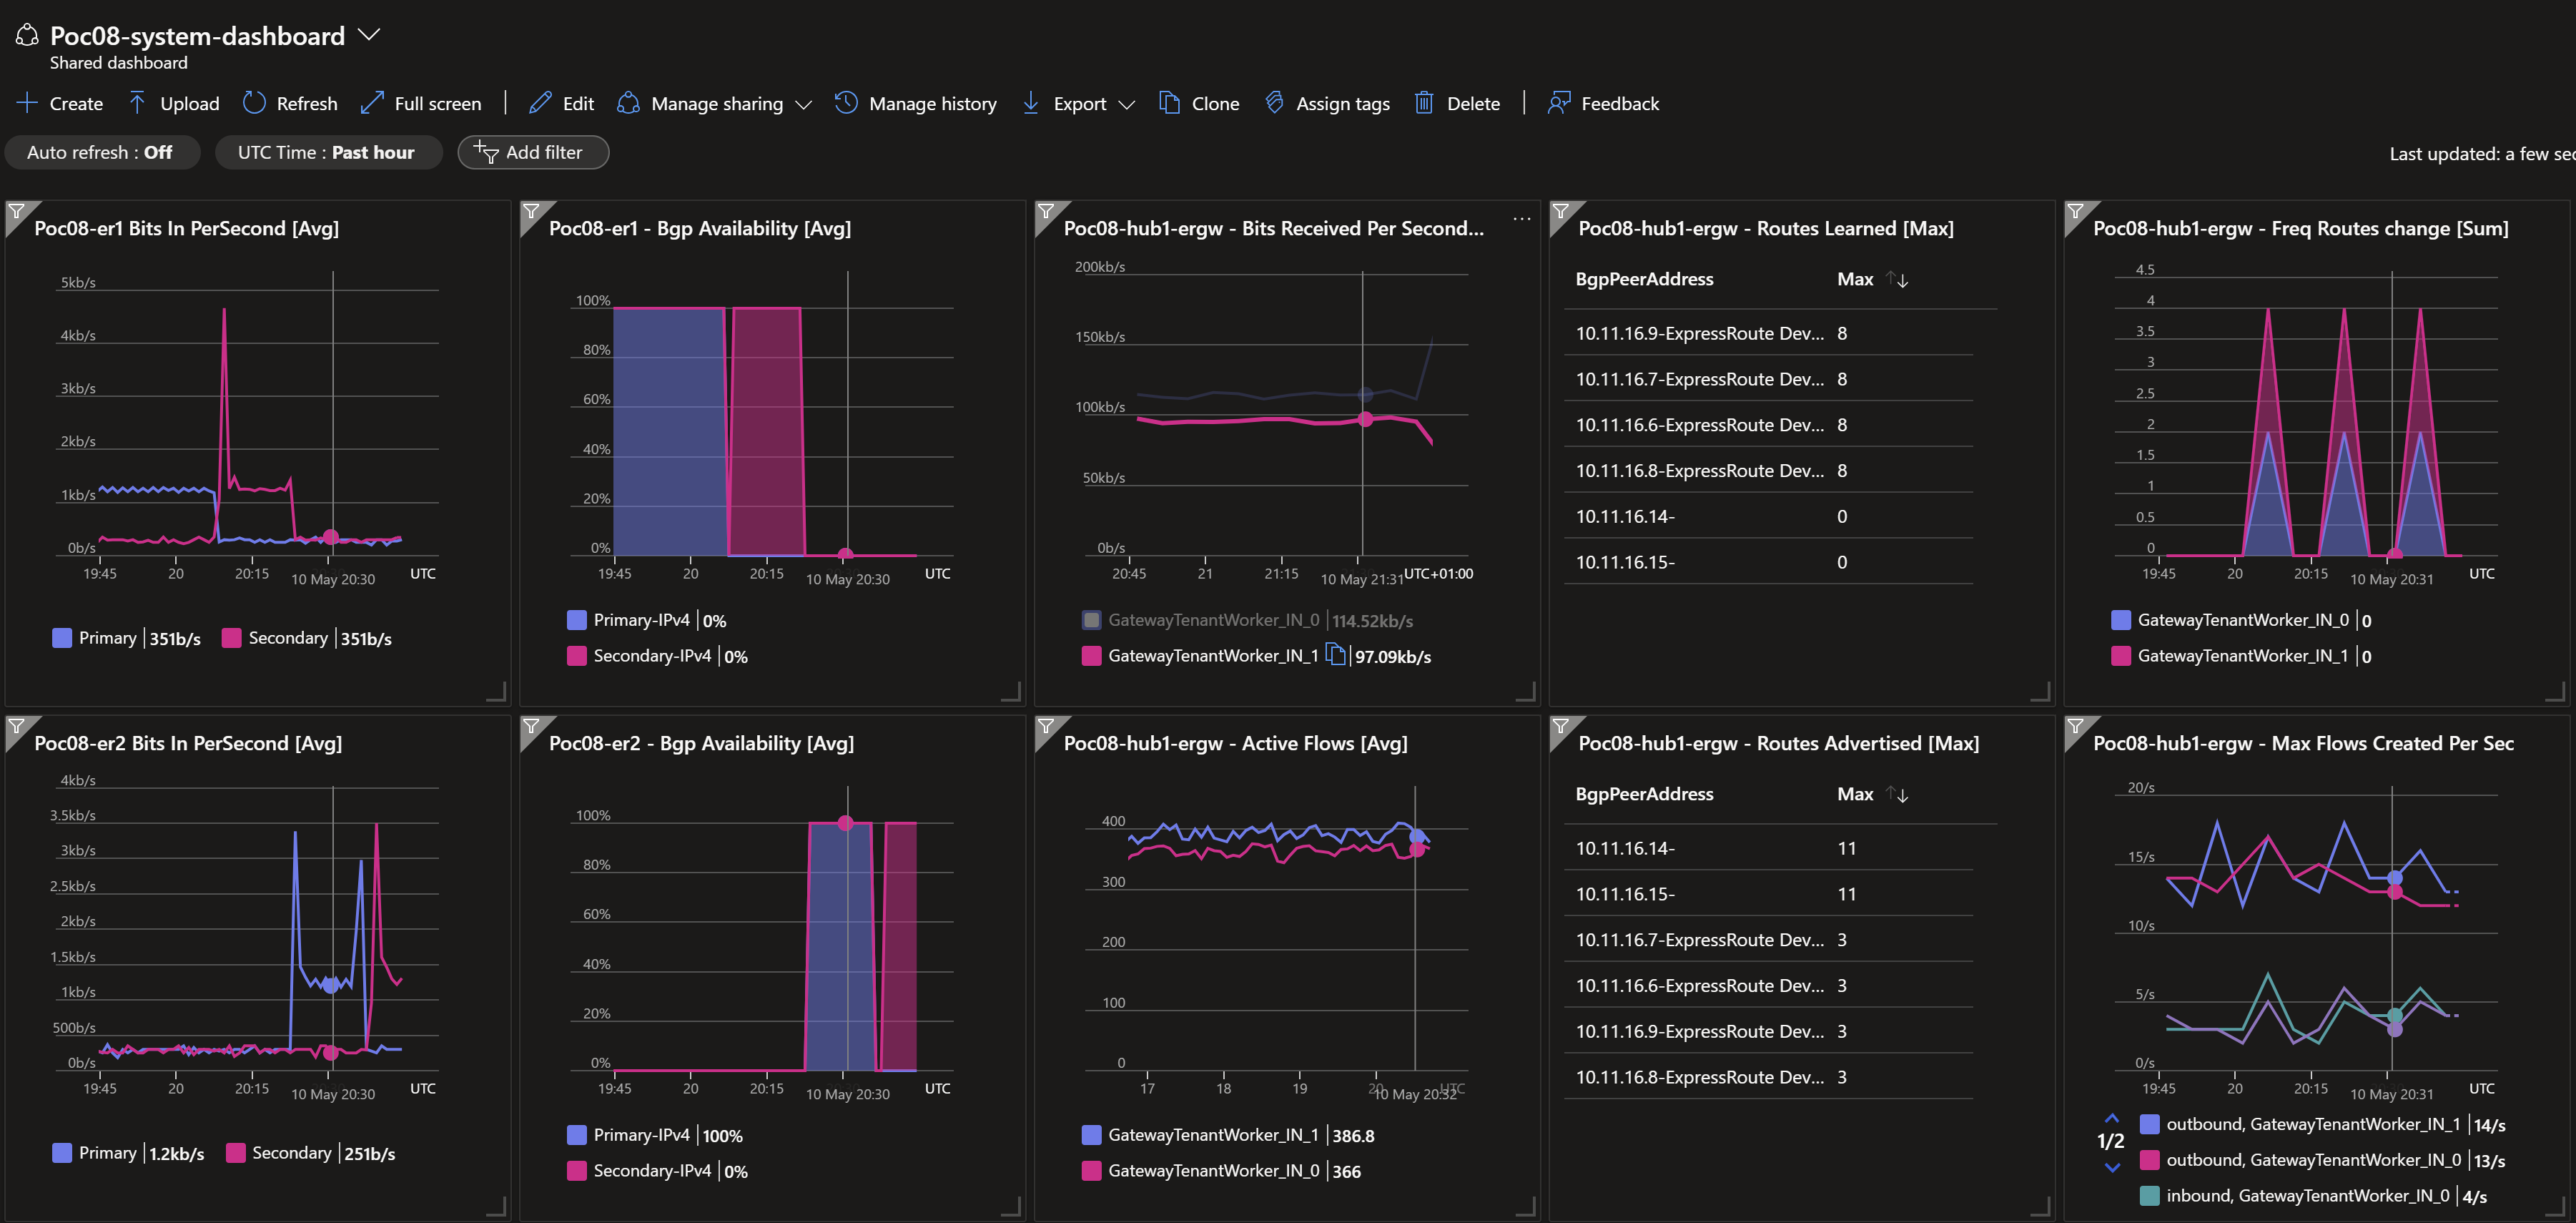 Poc08-system-dashboard
Shared dashboard
Create Upload Refresh Full screen Edit Manage sharing Manage history Export Clone Assign tags Delete Feedback
Auto refresh : Off UTC Time : Past hour Add filter Last updated: a few sec
Poc08-er1 Bits In PerSecond [Avg]
5kb/s
4kb/s
3kb/s
2kb/s
1kb/s
0b/s
19:45 20 20:15 10 May 20:30 UTC
Primary 351b/s Secondary 351b/s
Poc08-er1 - Bgp Availability [Avg]
100%
80%
60%
40%
20%
0%
19:45 20 20:15 10 May 20:30 UTC
Primary-IPv4 0%
Secondary-IPv4 0%
Poc08-hub1-ergw - Bits Received Per Second...
200kb/s
150kb/s
100kb/s
50kb/s
0b/s
20:45 21 21:15 10 May 21:31 UTC+01:00
GatewayTenantWorker_IN_0 114.52kb/s
GatewayTenantWorker_IN_1 97.09kb/s
Poc08-hub1-ergw - Routes Learned [Max]
BgpPeerAddress Max
10.11.16.9-ExpressRoute Dev... 8
10.11.16.7-ExpressRoute Dev... 8
10.11.16.6-ExpressRoute Dev... 8
10.11.16.8-ExpressRoute Dev... 8
10.11.16.14- 0
10.11.16.15- 0
Poc08-hub1-ergw - Freq Routes change [Sum]
4.5
4
3.5
3
2.5
2
1.5
1
0.5
0
19:45 20 20:15 10 May 20:31 UTC
GatewayTenantWorker_IN_0 0
GatewayTenantWorker_IN_1 0
Poc08-er2 Bits In PerSecond [Avg]
4kb/s
3.5kb/s
3kb/s
2.5kb/s
2kb/s
1.5kb/s
1kb/s
500b/s
0b/s
19:45 20 20:15 10 May 20:30 UTC
Primary 1.2kb/s Secondary 251b/s
Poc08-er2 - Bgp Availability [Avg]
100%
80%
60%
40%
20%
0%
19:45 20 20:15 10 May 20:30 UTC
Primary-IPv4 100%
Secondary-IPv4 0%
Poc08-hub1-ergw - Active Flows [Avg]
400
300
200
100
0
17 18 19 20 10 May 20:32 UTC
GatewayTenantWorker_IN_1 386.8
GatewayTenantWorker_IN_0 366
Poc08-hub1-ergw - Routes Advertised [Max]
BgpPeerAddress Max
10.11.16.14- 11
10.11.16.15- 11
10.11.16.7-ExpressRoute Dev... 3
10.11.16.6-ExpressRoute Dev... 3
10.11.16.9-ExpressRoute Dev... 3
10.11.16.8-ExpressRoute Dev... 3
Poc08-hub1-ergw - Max Flows Created Per Sec
20/s
15/s
10/s
5/s
0/s
19:45 20 20:15 10 May 20:31 UTC
1/2
outbound, GatewayTenantWorker_IN_1 14/s
outbound, GatewayTenantWorker_IN_0 13/s
inbound, GatewayTenantWorker_IN_0 4/s